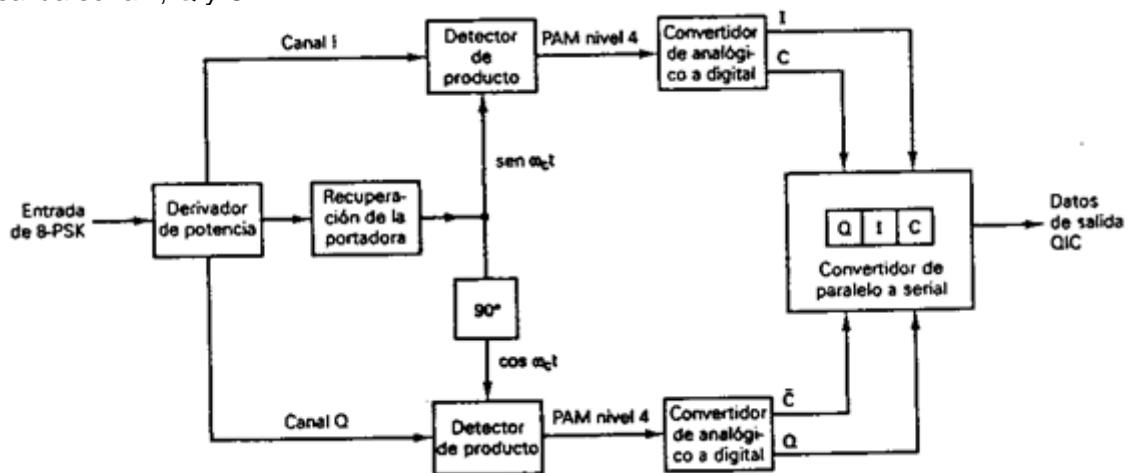 Canal I
Detector
de
producto
PAM nivel 4
Convertidor
de analógi-
co a digital
I
C
sen ωct
Entrada
de 8-PSK
Derivador
de potencia
Recupera-
ción de la
portadora
Q I C
Convertidor de
paralelo a serial
Datos
de salida
QIC
90°
cos ωct
Canal Q
Detector
de producto
PAM nivel 4
Convertidor
de analógi-
co a digital
C̄
Q